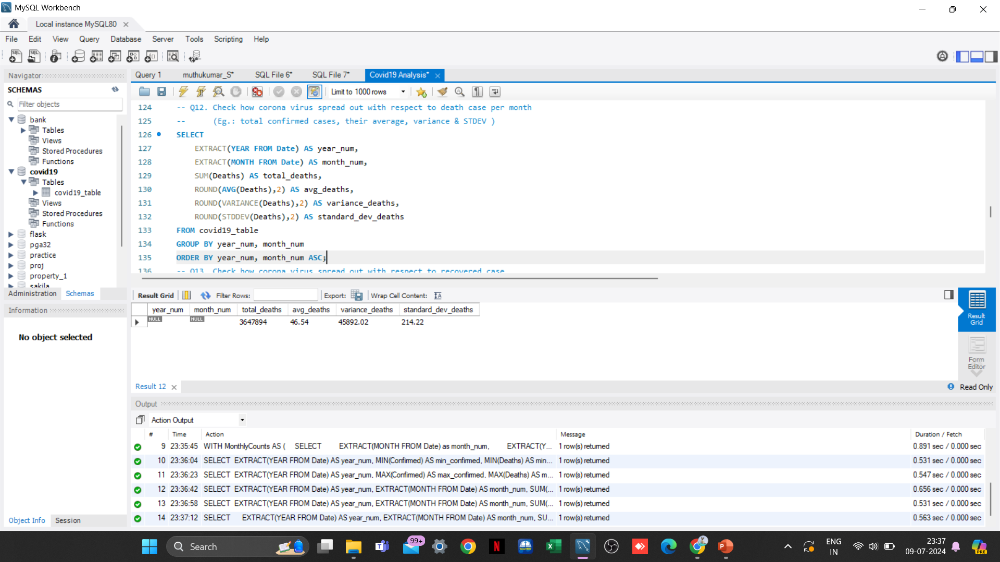 MySQL Workbench
Local instance MySQL80
File Edit View Query Database Server Tools Scripting Help
Navigator
SCHEMAS
Filter objects
bank
Tables
Views
Stored Procedures
Functions
covid19
Tables
covid19_table
Views
Stored Procedures
Functions
flask
pga32
practice
proj
property_1
sakila
Administration Schemas
Information
No object selected
Object Info Session
Query 1 muthukumar_S* SQL File 6* SQL File 7* Covid19 Analysis*
Limit to 1000 rows
124 -- Q12. Check how corona virus spread out with respect to death case per month
125 -- (Eg.: total confirmed cases, their average, variance & STDEV )
126 SELECT
127 EXTRACT(YEAR FROM Date) AS year_num,
128 EXTRACT(MONTH FROM Date) AS month_num,
129 SUM(Deaths) AS total_deaths,
130 ROUND(AVG(Deaths),2) AS avg_deaths,
131 ROUND(VARIANCE(Deaths),2) AS variance_deaths,
132 ROUND(STDDEV(Deaths),2) AS standard_dev_deaths
133 FROM covid19_table
134 GROUP BY year_num, month_num
135 ORDER BY year_num, month_num ASC;
136 -- Q13. Check how corona virus spread out with respect to recovered case
Result Grid Filter Rows: Export: Wrap Cell Content:
year_num month_num total_deaths avg_deaths variance_deaths standard_dev_deaths
NULL NULL 3647894 46.54 45892.02 214.22
Result Grid
Form Editor
Result 12
Read Only
Output
Action Output
# Time Action Message Duration / Fetch
9 23:35:45 WITH MonthlyCounts AS ( SELECT EXTRACT(MONTH FROM Date) as month_num, EXTRACT(Y... 1 row(s) returned 0.891 sec / 0.000 sec
10 23:36:04 SELECT EXTRACT(YEAR FROM Date) AS year_num, MIN(Confirmed) AS min_confirmed, MIN(Deaths) AS min... 1 row(s) returned 0.531 sec / 0.000 sec
11 23:36:23 SELECT EXTRACT(YEAR FROM Date) AS year_num, MAX(Confirmed) AS max_confirmed, MAX(Deaths) AS m... 1 row(s) returned 0.547 sec / 0.000 sec
12 23:36:42 SELECT EXTRACT(YEAR FROM Date) AS year_num, EXTRACT(MONTH FROM Date) AS month_num, SUM(... 1 row(s) returned 0.656 sec / 0.000 sec
13 23:36:58 SELECT EXTRACT(YEAR FROM Date) AS year_num, EXTRACT(MONTH FROM Date) AS month_num, SUM(... 1 row(s) returned 0.531 sec / 0.000 sec
14 23:37:12 SELECT EXTRACT(YEAR FROM Date) AS year_num, EXTRACT(MONTH FROM Date) AS month_num, SU... 1 row(s) returned 0.563 sec / 0.000 sec
Search
99+
ENG
IN
23:37
09-07-2024
PRE